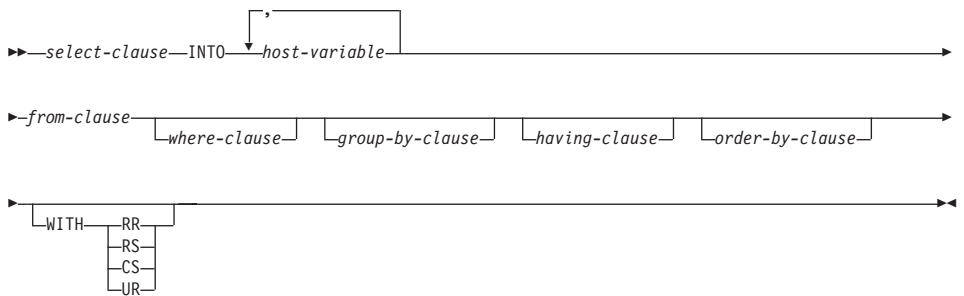 ,
select-clause INTO host-variable
from-clause
where-clause group-by-clause having-clause order-by-clause
WITH RR
RS
CS
UR